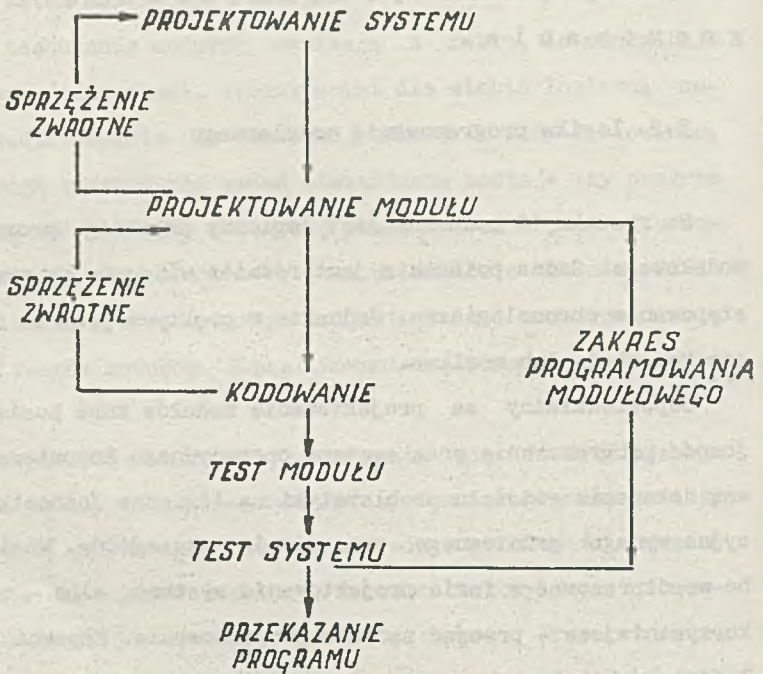 PROJEKTOWANIE SYSTEMU
SPRZĘŻENIE
ZWROTNE
PROJEKTOWANIE MODUŁU
SPRZĘŻENIE
ZWROTNE
ZAKRES
PROGRAMOWANIA
MODUŁOWEGO
KODOWANIE
TEST MODUŁU
TEST SYSTEMU
PRZEKAZANIE
PROGRAMU